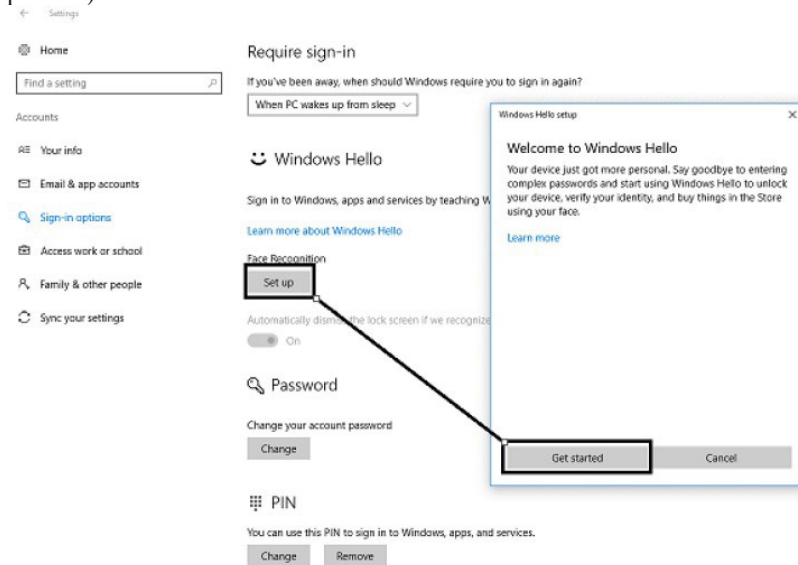 Settings
Home
Find a setting
Accounts
Your info
Email & app accounts
Sign-in options
Access work or school
Family & other people
Sync your settings
Require sign-in
If you've been away, when should Windows require you to sign in again?
When PC wakes up from sleep
Windows Hello
Sign in to Windows, apps and services by teaching W
Learn more about Windows Hello
Face Recognition
Set up
Automatically dismiss the lock screen if we recognize
On
Password
Change your account password
Change
PIN
You can use this PIN to sign in to Windows, apps, and services.
Change Remove
Windows Hello setup
Welcome to Windows Hello
Your device just got more personal. Say goodbye to entering
complex passwords and start using Windows Hello to unlock
your device, verify your identity, and buy things in the Store
using your face.
Learn more
Get started Cancel